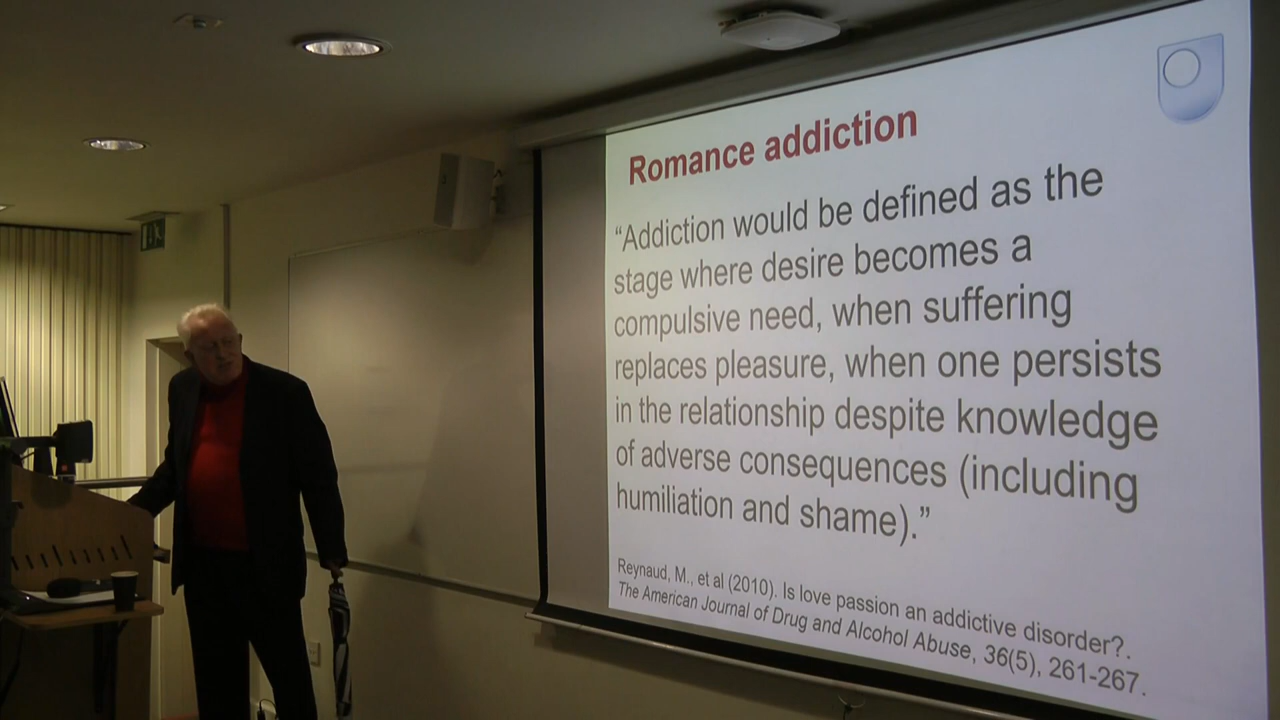 Romance addiction
“Addiction would be defined as the
stage where desire becomes a
compulsive need, when suffering
replaces pleasure, when one persists
in the relationship despite knowledge
of adverse consequences (including
humiliation and shame).”
Reynaud, M., et al (2010). Is love passion an addictive disorder?.
The American Journal of Drug and Alcohol Abuse, 36(5), 261-267.